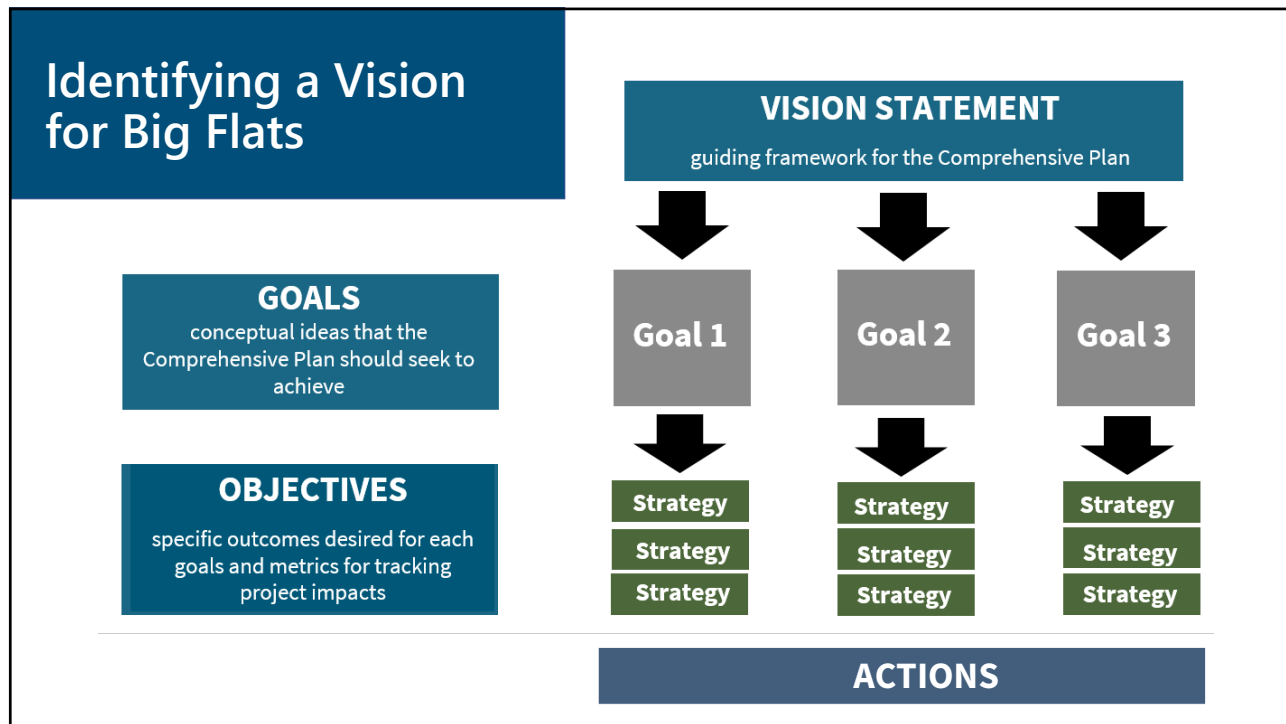 Identifying a Vision
for Big Flats
VISION STATEMENT
guiding framework for the Comprehensive Plan
GOALS
conceptual ideas that the
Comprehensive Plan should seek to
achieve
Goal 1
Goal 2
Goal 3
OBJECTIVES
specific outcomes desired for each
goals and metrics for tracking
project impacts
Strategy
Strategy
Strategy
Strategy
Strategy
Strategy
Strategy
Strategy
Strategy
ACTIONS